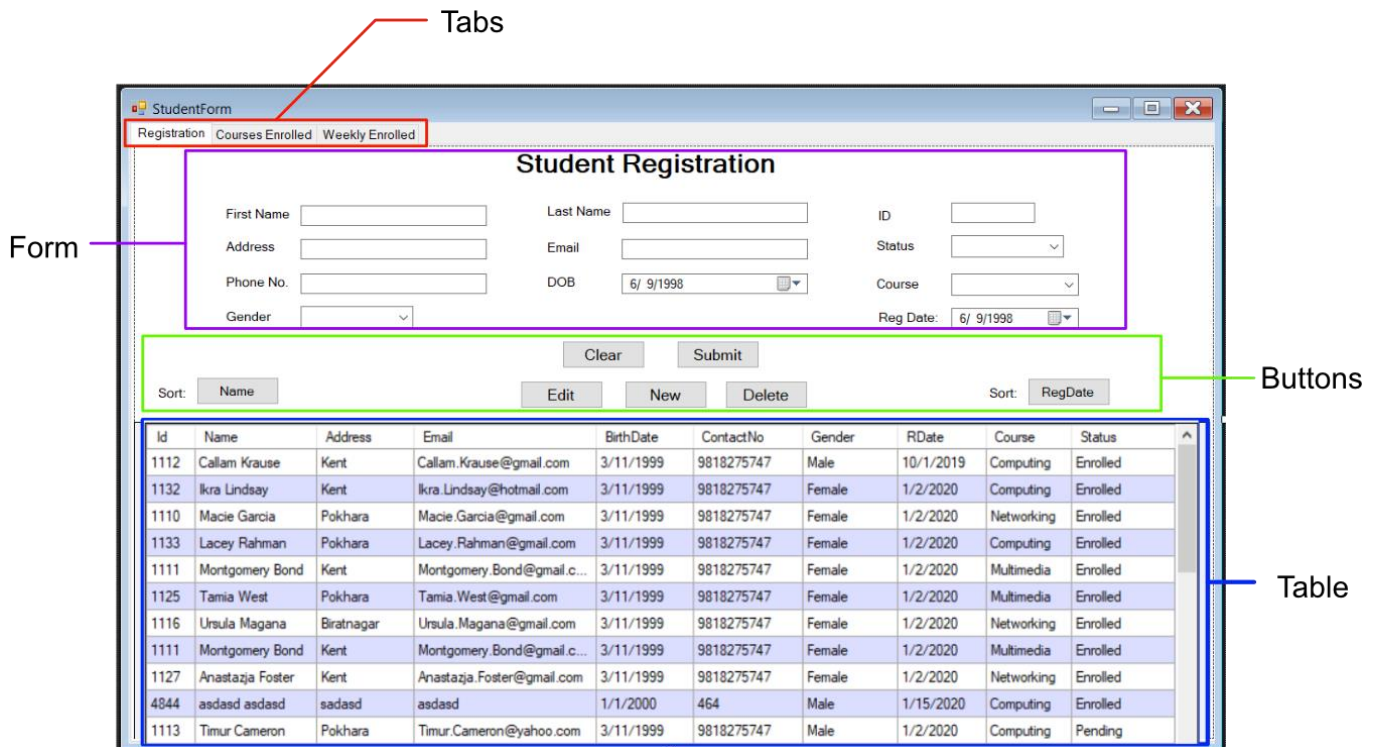 Tabs
StudentForm
Registration Courses Enrolled Weekly Enrolled
Student Registration
First Name Last Name ID
Form
Address Email Status
Phone No. DOB 6/ 9/1998 Course
Gender Reg Date: 6/ 9/1998
Clear Submit
Buttons
Sort: Name Edit New Delete Sort: RegDate
Id Name Address Email BirthDate ContactNo Gender RDate Course Status
1112 Callam Krause Kent Callam.Krause@gmail.com 3/11/1999 9818275747 Male 10/1/2019 Computing Enrolled
1132 Ikra Lindsay Kent Ikra.Lindsay@hotmail.com 3/11/1999 9818275747 Female 1/2/2020 Computing Enrolled
1110 Macie Garcia Pokhara Macie.Garcia@gmail.com 3/11/1999 9818275747 Female 1/2/2020 Networking Enrolled
1133 Lacey Rahman Pokhara Lacey.Rahman@gmail.com 3/11/1999 9818275747 Female 1/2/2020 Computing Enrolled
1111 Montgomery Bond Kent Montgomery.Bond@gmail.c... 3/11/1999 9818275747 Female 1/2/2020 Multimedia Enrolled
Table
1125 Tamia West Pokhara Tamia.West@gmail.com 3/11/1999 9818275747 Female 1/2/2020 Multimedia Enrolled
1116 Ursula Magana Biratnagar Ursula.Magana@gmail.com 3/11/1999 9818275747 Female 1/2/2020 Networking Enrolled
1111 Montgomery Bond Kent Montgomery.Bond@gmail.c... 3/11/1999 9818275747 Female 1/2/2020 Multimedia Enrolled
1127 Anastazja Foster Kent Anastazja.Foster@gmail.com 3/11/1999 9818275747 Female 1/2/2020 Networking Enrolled
4844 asdasd asdasd sadasd asdasd 1/1/2000 464 Male 1/15/2020 Computing Enrolled
1113 Timur Cameron Pokhara Timur.Cameron@yahoo.com 3/11/1999 9818275747 Male 1/2/2020 Computing Pending